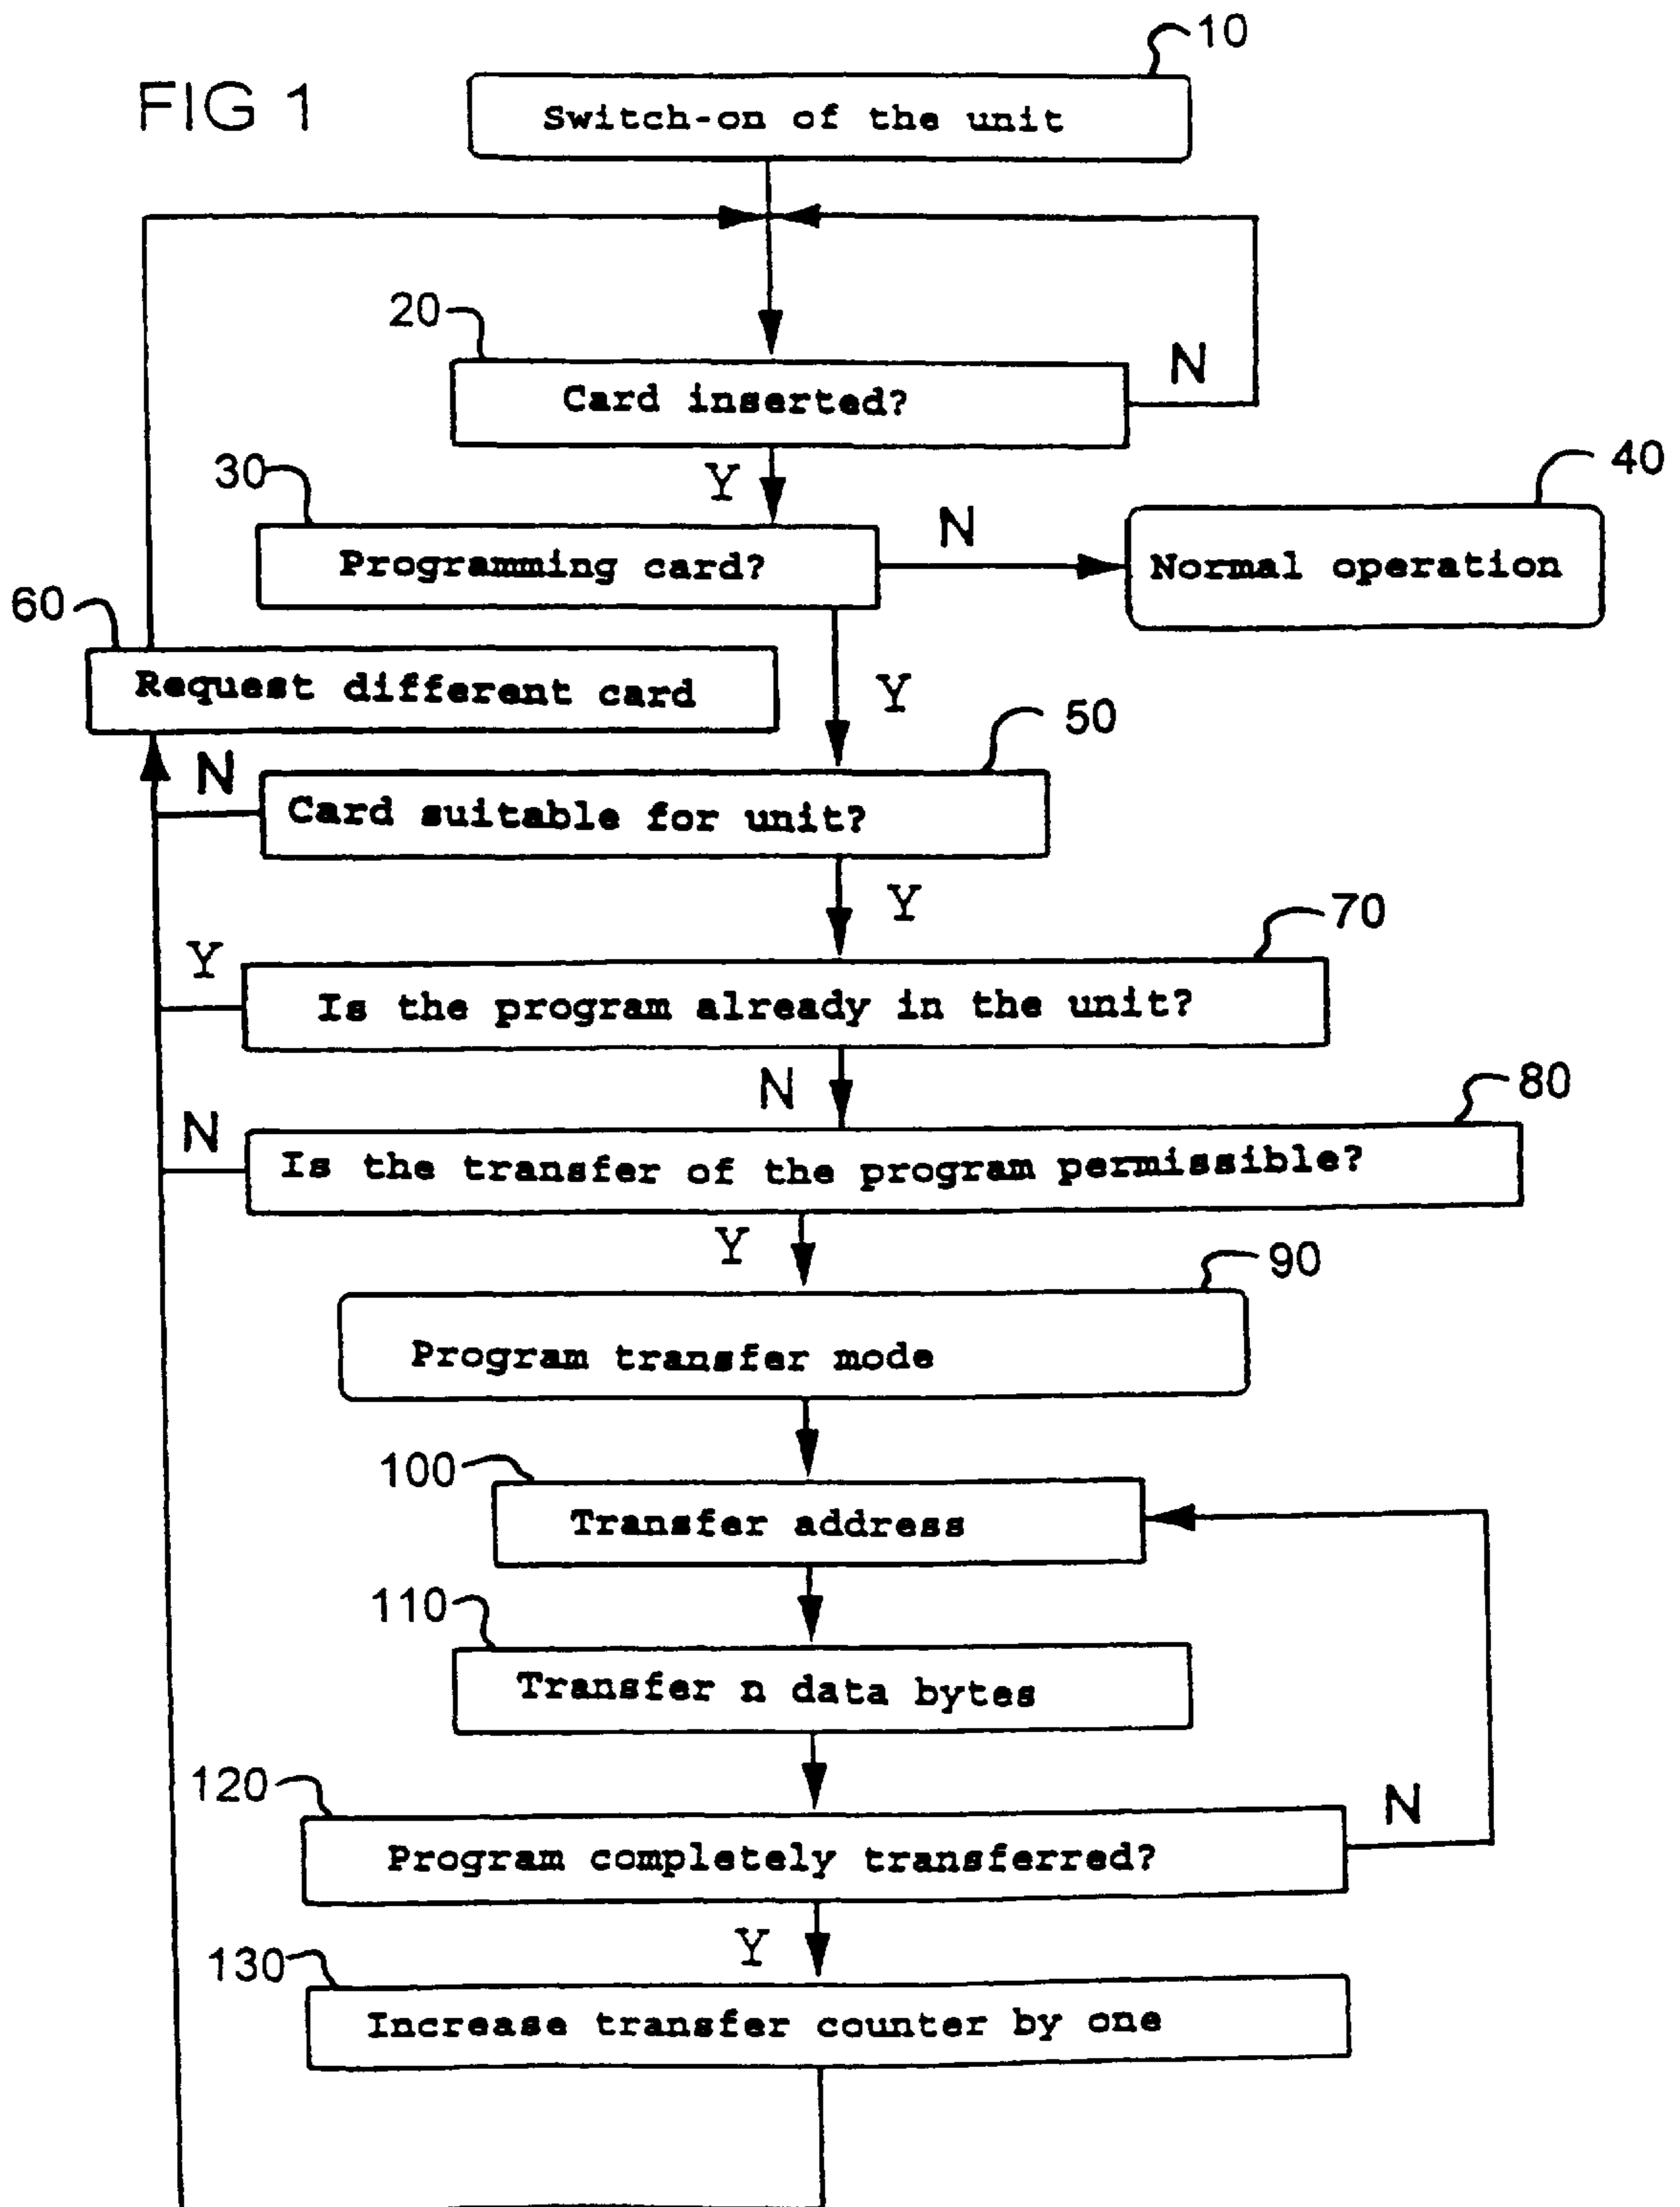 FIG 1
10
Switch-on of the unit
20
Card inserted?
N
Y
30
Programming card?
N
40
Normal operation
60
Request different card
Y
50
N
Card suitable for unit?
Y
70
Y
Is the program already in the unit?
N
80
N
Is the transfer of the program permissible?
Y
90
Program transfer mode
100
Transfer address
110
Transfer n data bytes
120
N
Program completely transferred?
Y
130
Increase transfer counter by one